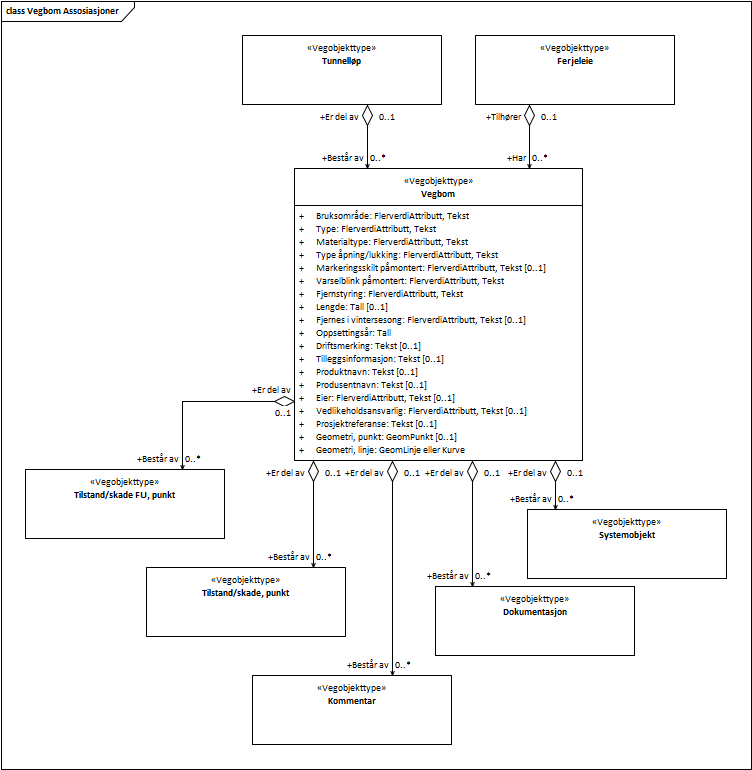 class Vegbom Assosiasjoner
«Vegobjekttype»
Tunnelløp
«Vegobjekttype»
Ferjeleie
+Er del av 0..1
+Tilhører 0..1
+Består av 0..*
+Har 0..*
«Vegobjekttype»
Vegbom
+ Bruksområde: FlerverdiAttributt, Tekst
+ Type: FlerverdiAttributt, Tekst
+ Materialtype: FlerverdiAttributt, Tekst
+ Type åpning/lukking: FlerverdiAttributt, Tekst
+ Markeringsskilt påmontert: FlerverdiAttributt, Tekst [0..1]
+ Varselblink påmontert: FlerverdiAttributt, Tekst
+ Fjernstyring: FlerverdiAttributt, Tekst
+ Lengde: Tall [0..1]
+ Fjernes i vintersesong: FlerverdiAttributt, Tekst [0..1]
+ Oppsettingsår: Tall
+ Driftsmerking: Tekst [0..1]
+ Tilleggsinformasjon: Tekst [0..1]
+ Produktnavn: Tekst [0..1]
+ Produsentnavn: Tekst [0..1]
+ Eier: FlerverdiAttributt, Tekst [0..1]
+ Vedlikeholdsansvarlig: FlerverdiAttributt, Tekst [0..1]
+ Prosjektreferanse: Tekst [0..1]
+ Geometri, punkt: GeomPunkt [0..1]
+ Geometri, linje: GeomLinje eller Kurve
+Er del av
0..1
+Består av 0..*
«Vegobjekttype»
Tilstand/skade FU, punkt
+Er del av 0..1
+Er del av 0..1
+Er del av 0..1
+Er del av 0..1
+Består av 0..*
«Vegobjekttype»
Systemobjekt
+Består av 0..*
«Vegobjekttype»
Tilstand/skade, punkt
+Består av 0..*
«Vegobjekttype»
Dokumentasjon
+Består av 0..*
«Vegobjekttype»
Kommentar